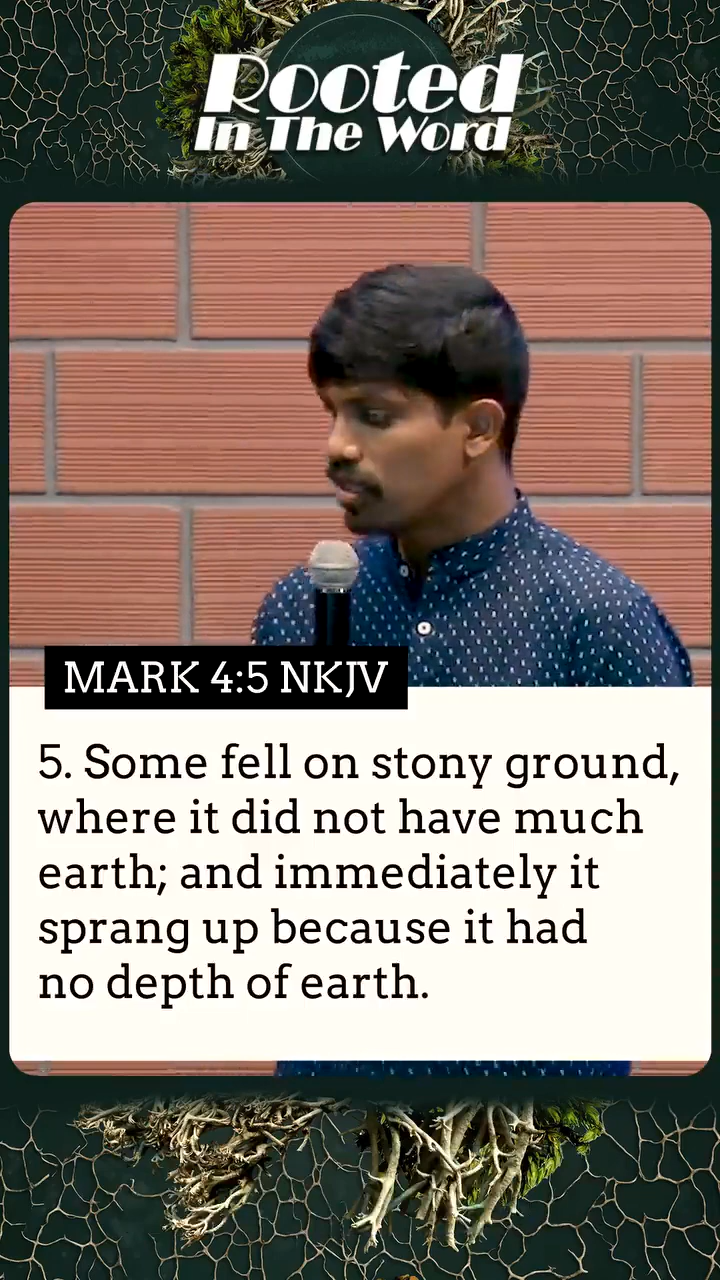 Rooted
In The Word
MARK 4:5 NKJV
5. Some fell on stony ground,
where it did not have much
earth; and immediately it
sprang up because it had
no depth of earth.